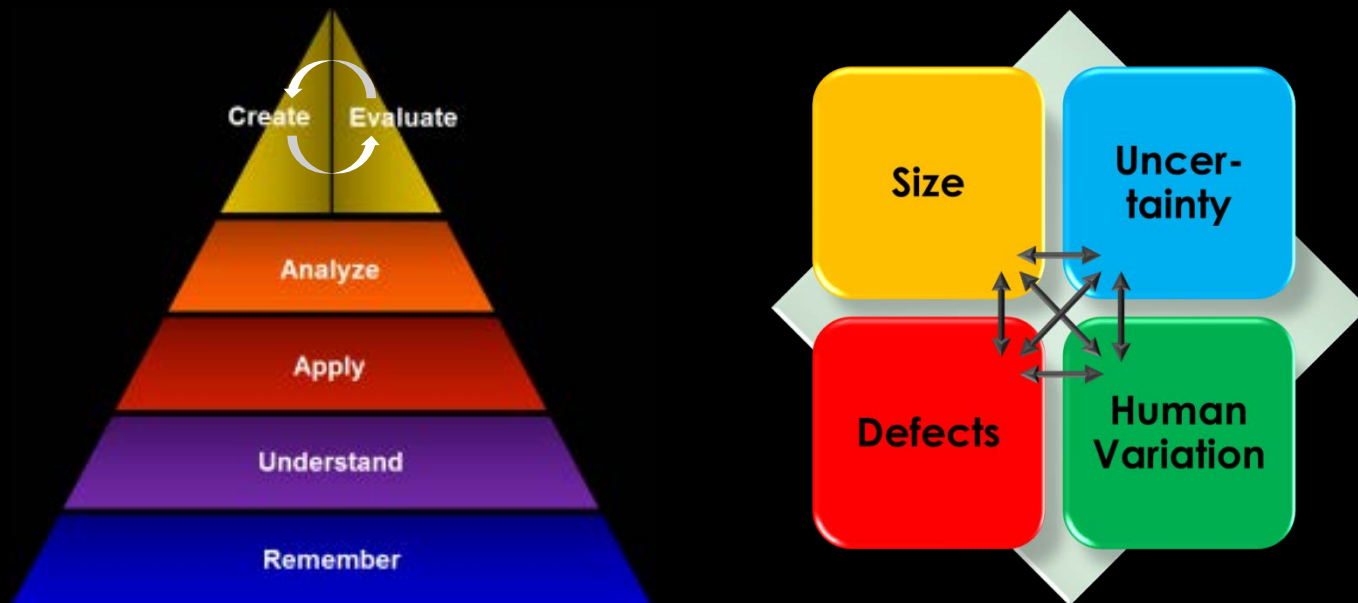 Create
Evaluate
Analyze
Apply
Understand
Remember
Size
Uncer-
tainty
Defects
Human
Variation